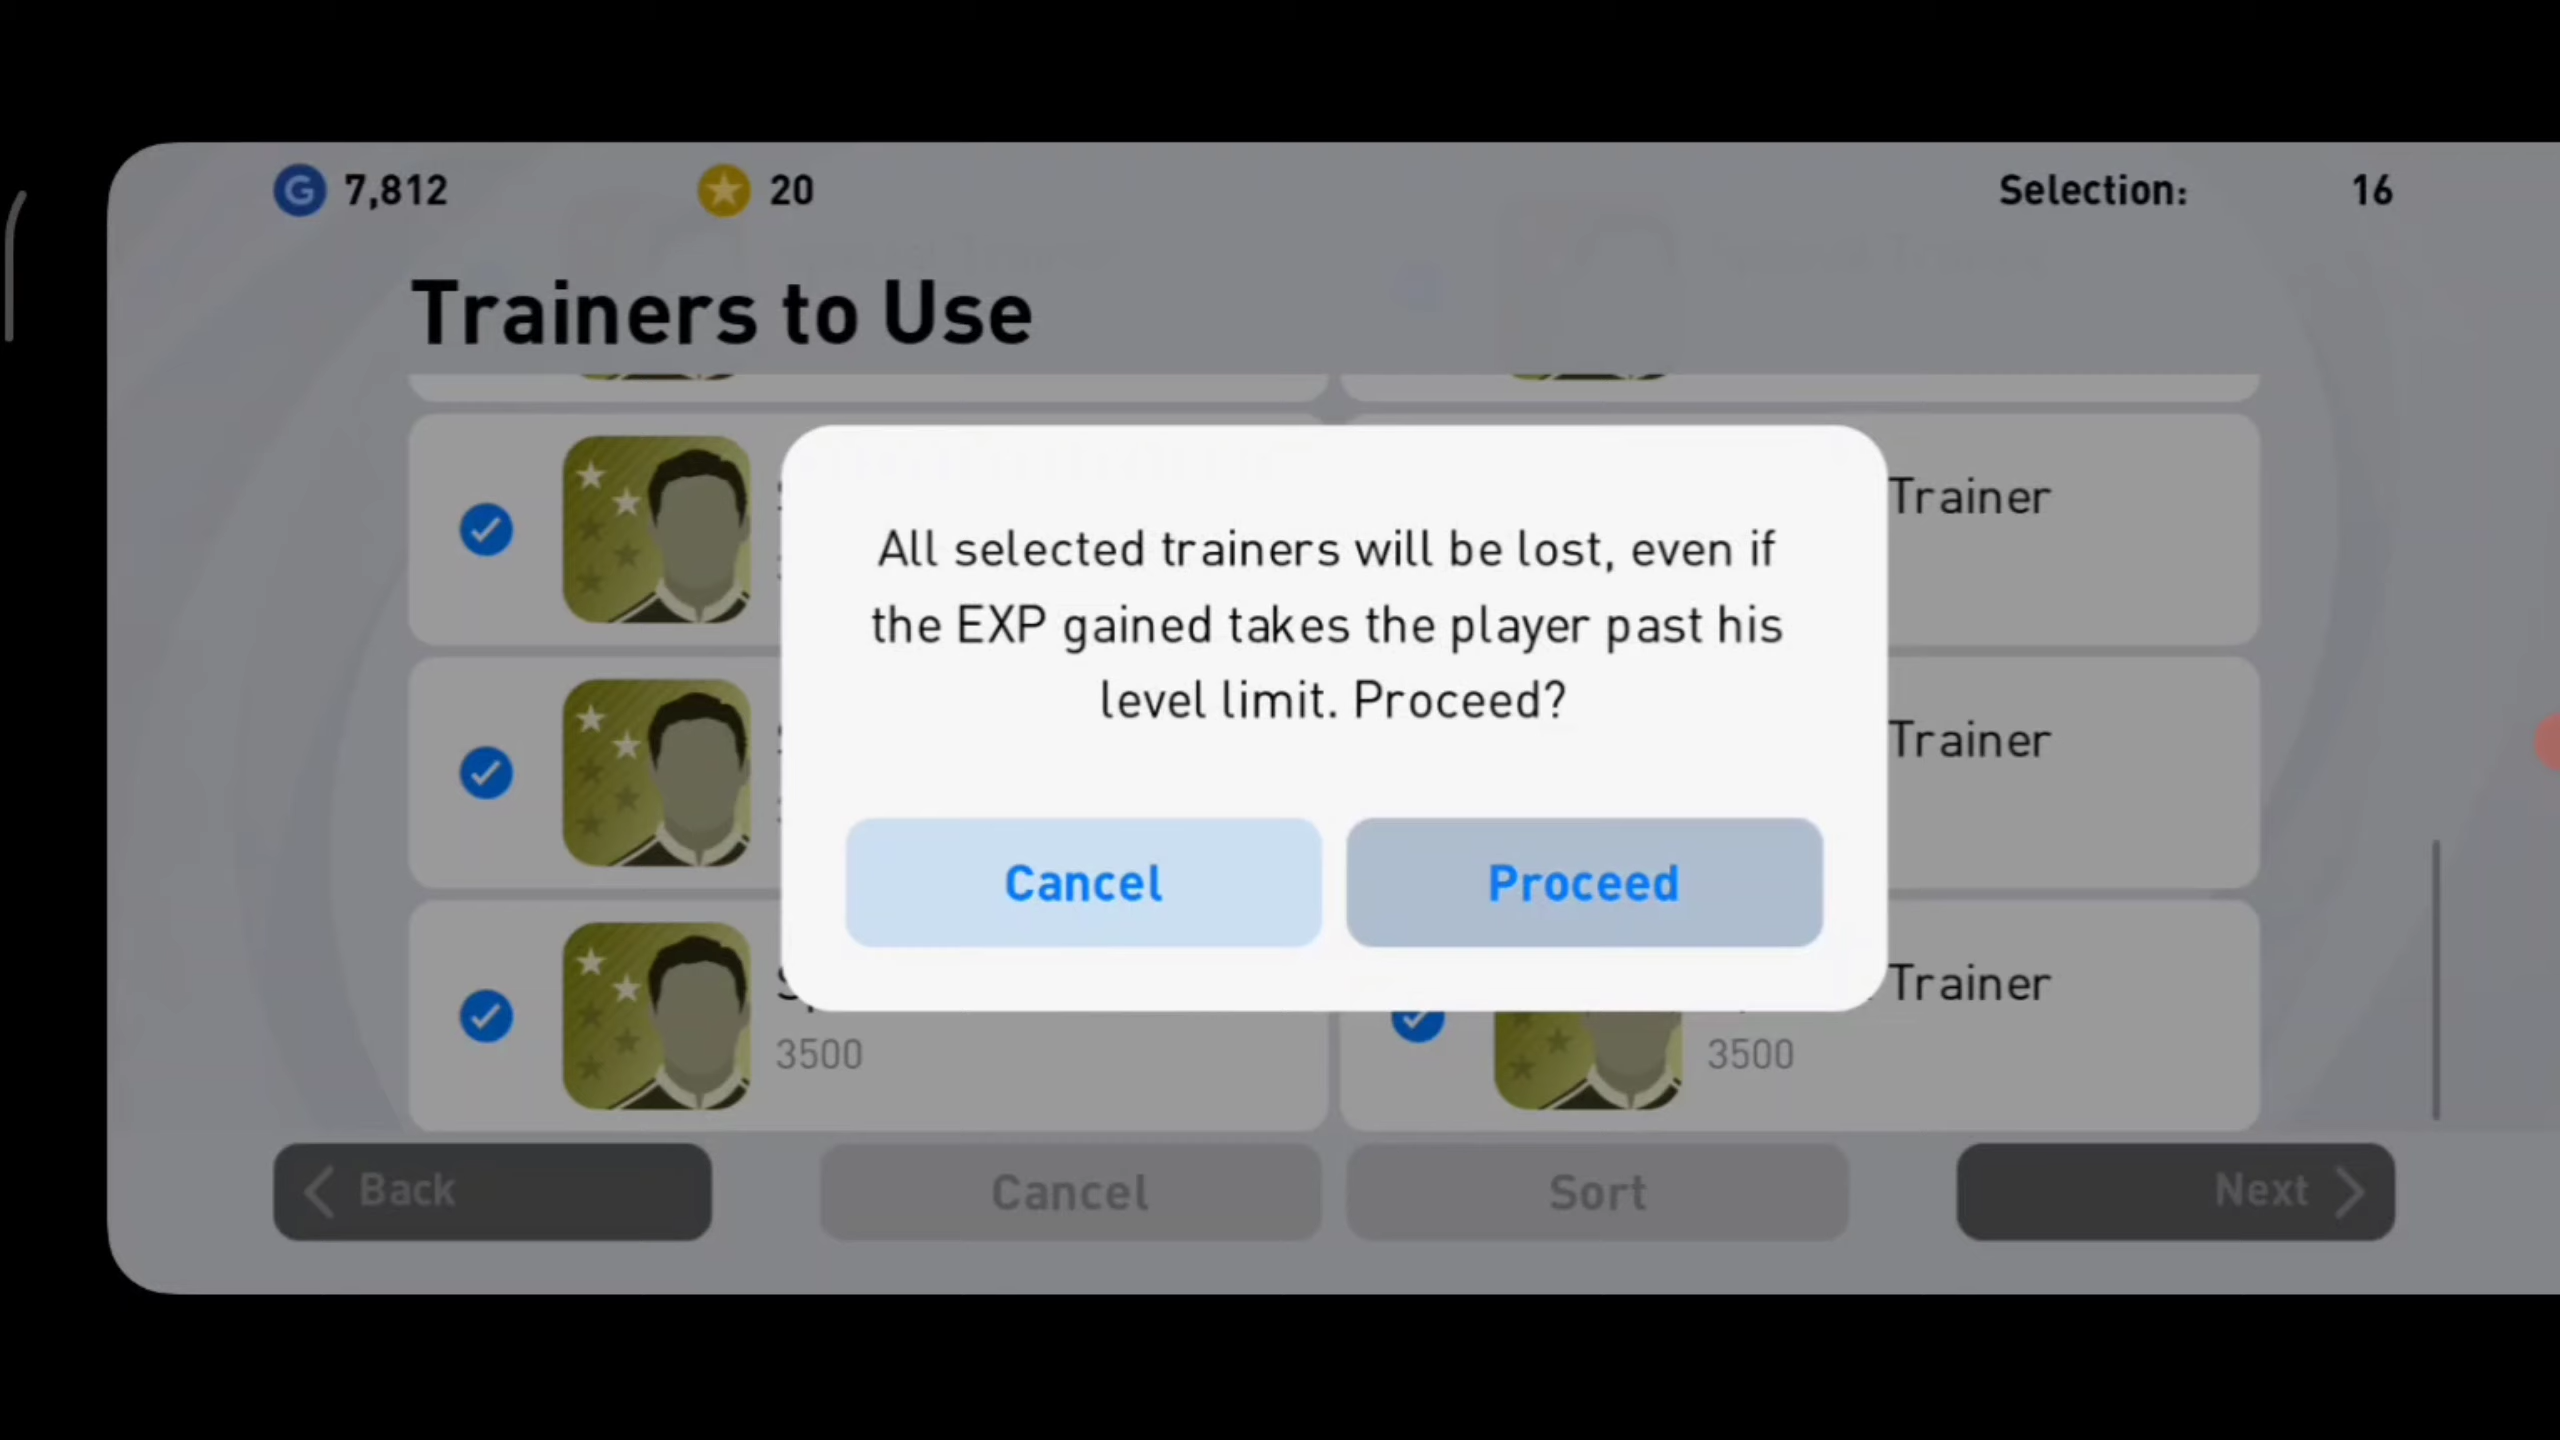 G 7,812
20
Selection: 16
Trainers to Use
Trainer
Trainer
Trainer
3500
3500
All selected trainers will be lost, even if
the EXP gained takes the player past his
level limit. Proceed?
Cancel
Proceed
Back
Cancel
Sort
Next